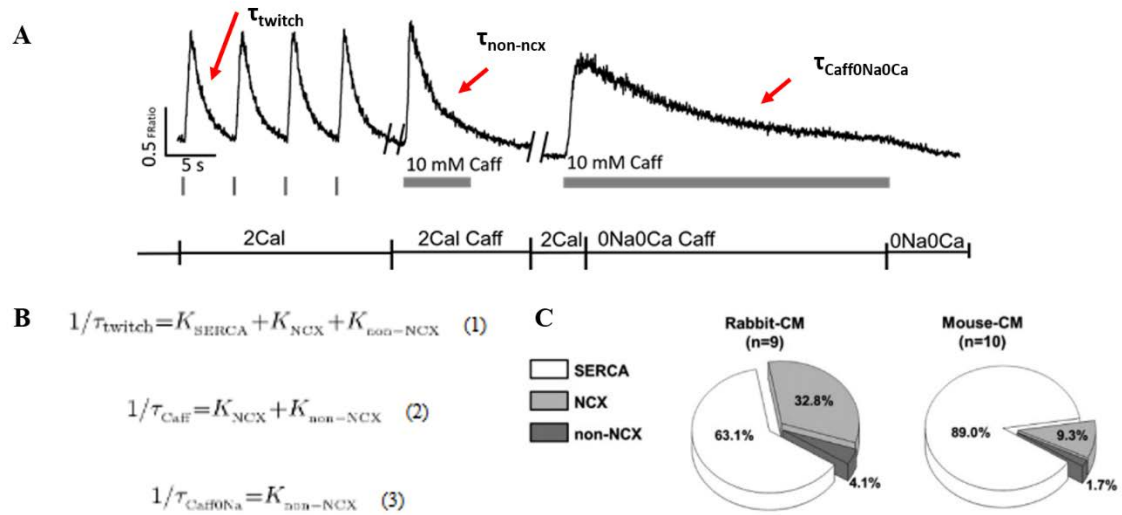 A
τtwitch
τnon-ncx
τCaff0Na0Ca
0.5 FRatio
5 s
10 mM Caff
10 mM Caff
2Cal
2Cal Caff
2Cal
0Na0Ca Caff
0Na0Ca
B
1/τtwitch=KSERCA+KNCX+Knon−NCX (1)
1/τCaff=KNCX+Knon−NCX (2)
1/τCaff0Na=Knon−NCX (3)
C
SERCA
NCX
non-NCX
Rabbit-CM
(n=9)
32.8%
63.1%
4.1%
Mouse-CM
(n=10)
89.0%
9.3%
1.7%